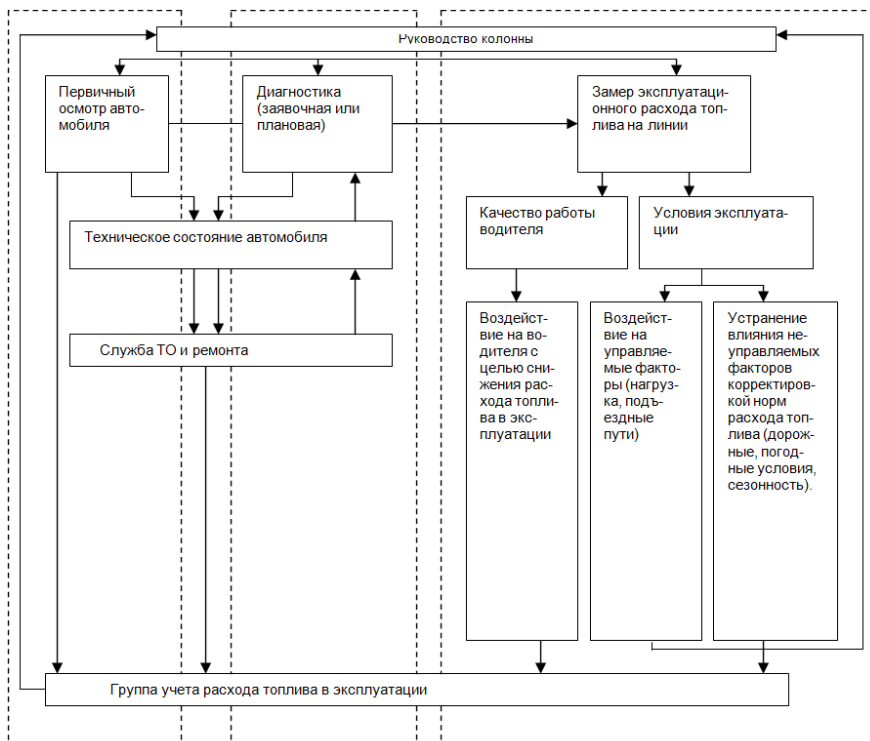 Руководство колонны
Первичный
осмотр авто-
мобиля
Диагностика
(заявочная или
плановая)
Замер эксплуатаци-
онного расхода топ-
лива на линии
Качество работы
водителя
Условия эксплуата-
ции
Техническое состояние автомобиля
Служба ТО и ремонта
Воздейст-
вие на во-
дителя с
целью сни-
жения рас-
хода топли-
ва в экс-
плуатации
Воздейст-
вие на
управляе-
мые факто-
ры (нагруз-
ка, подъ-
ездные
пути)
Устранение
влияния не-
управляемых
факторов
корректиров-
кой норм
расхода топ-
лива (дорож-
ные, погод-
ные условия,
сезонность).
Группа учета расхода топлива в эксплуатации